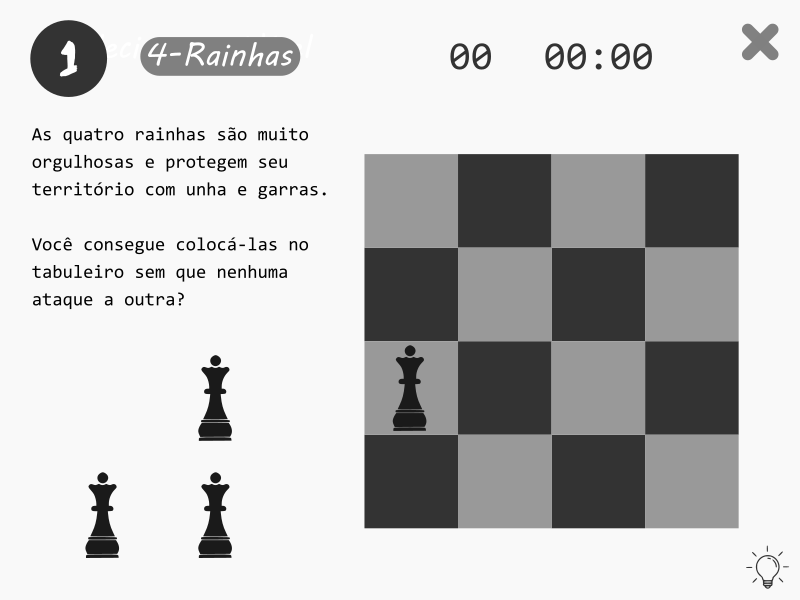 1
4-Rainhas
00 00:00
As quatro rainhas são muito
orgulhosas e protegem seu
território com unha e garras.
Você consegue colocá-las no
tabuleiro sem que nenhuma
ataque a outra?